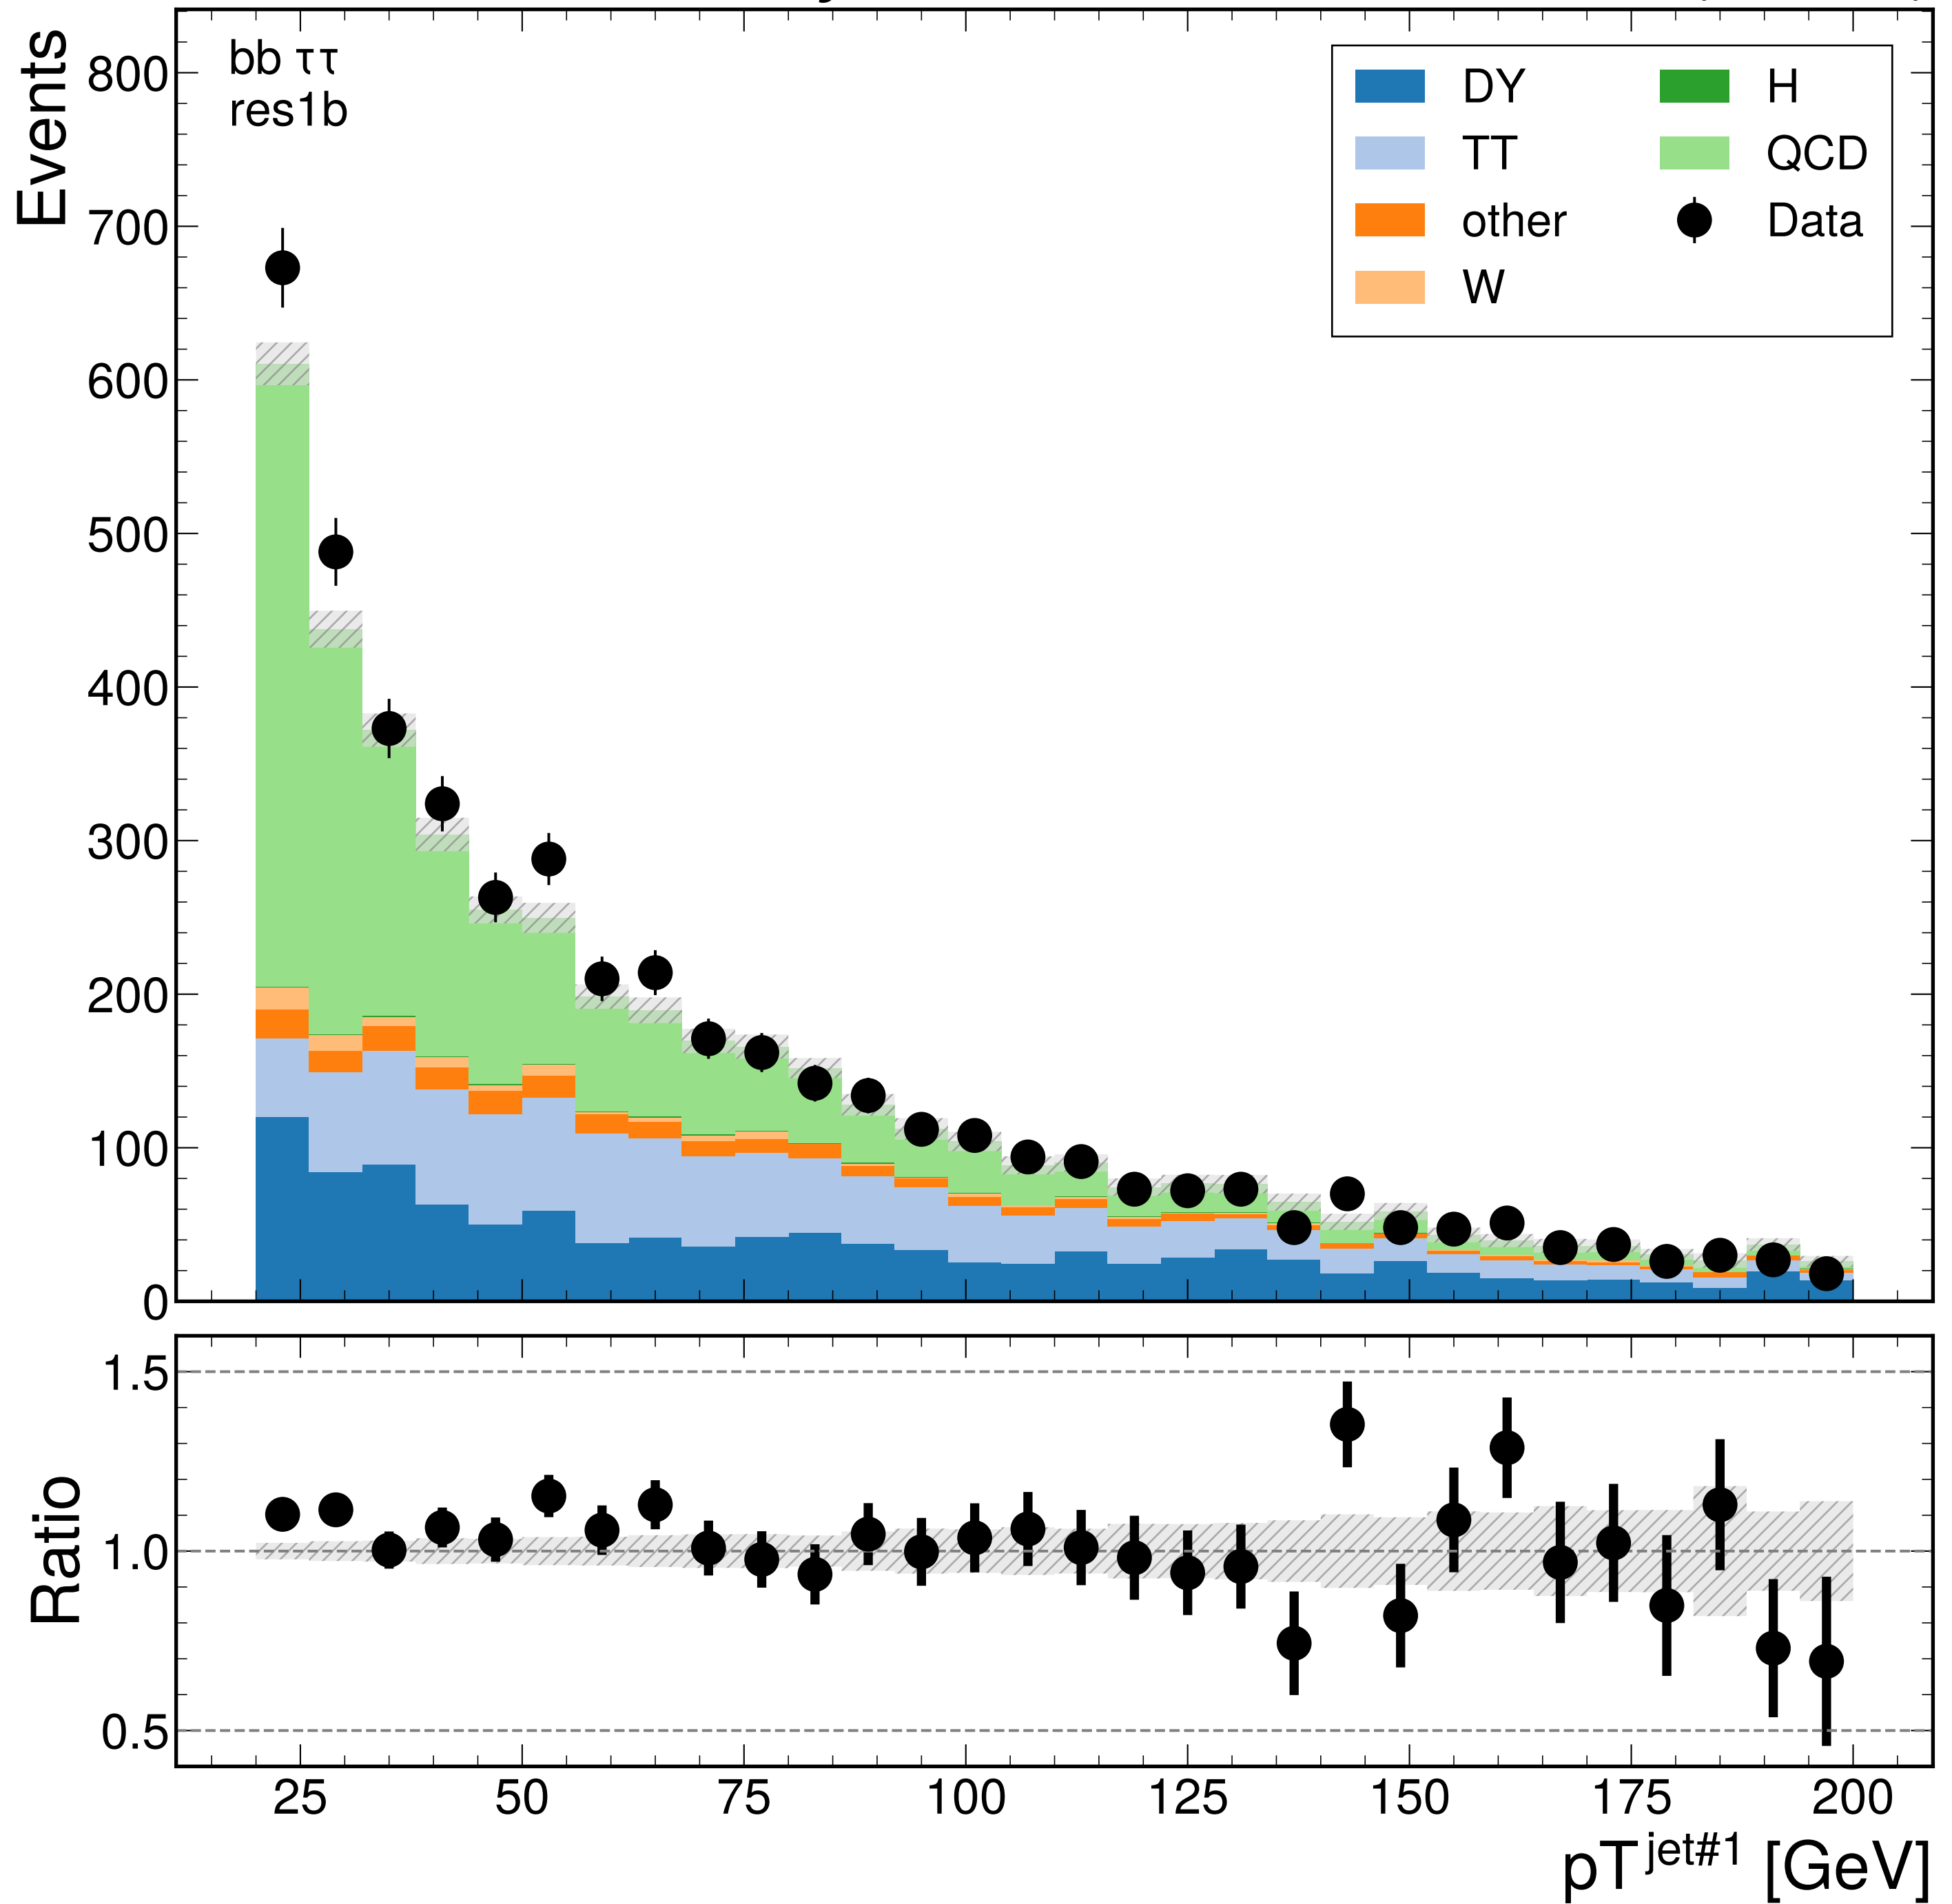 Events
800
700
600
500
400
300
200
100
0
bb ττ
res1b
DY
TT
other
W
H
QCD
Data
Ratio
1.5
1.0
0.5
25 50 75 100 125 150 175 200
pT^jet#1 [GeV]